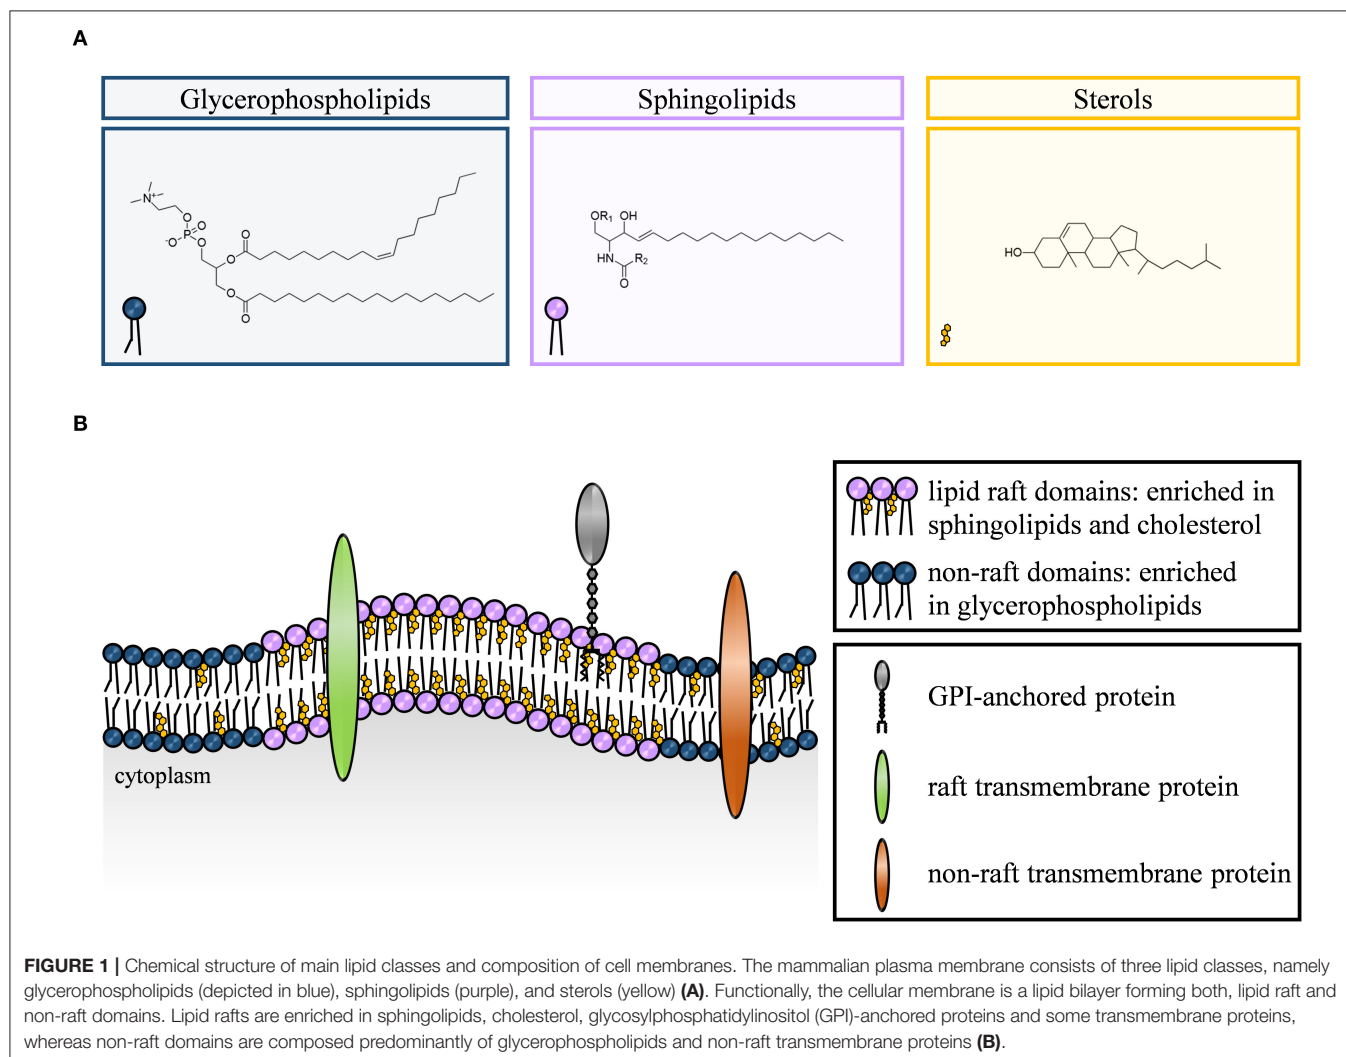 A
Glycerophospholipids
Sphingolipids
Sterols
N+
O
P
O
-O
O
O
O
O
O
OR1
OH
HN
R2
O
HO
B
lipid raft domains: enriched in
sphingolipids and cholesterol
non-raft domains: enriched
in glycerophospholipids
GPI-anchored protein
raft transmembrane protein
non-raft transmembrane protein
cytoplasm
FIGURE 1 | Chemical structure of main lipid classes and composition of cell membranes. The mammalian plasma membrane consists of three lipid classes, namely
glycerophospholipids (depicted in blue), sphingolipids (purple), and sterols (yellow) (A). Functionally, the cellular membrane is a lipid bilayer forming both, lipid raft and
non-raft domains. Lipid rafts are enriched in sphingolipids, cholesterol, glycosylphosphatidylinositol (GPI)-anchored proteins and some transmembrane proteins,
whereas non-raft domains are composed predominantly of glycerophospholipids and non-raft transmembrane proteins (B).